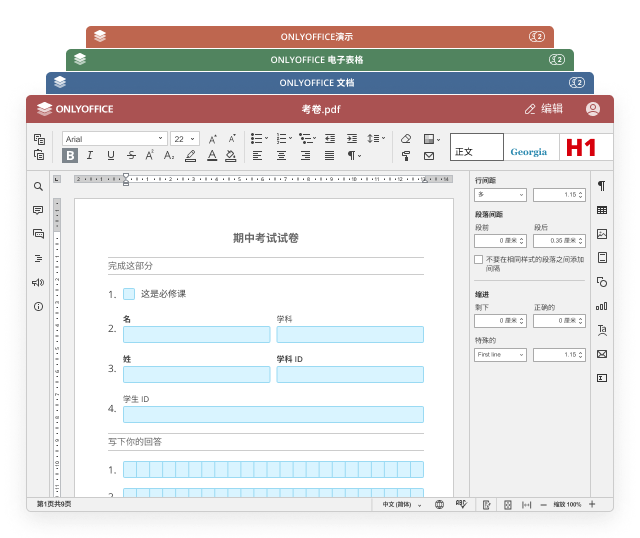 ONLYOFFICE演示
2
ONLYOFFICE 电子表格
2
ONLYOFFICE 文档
2
ONLYOFFICE
考卷.pdf
编辑
Arial
22
正文
Georgia
H1
B I U S A A₂
行间距
多
1.15
段落间距
段前
段后
0 厘米
0.35 厘米
不要在相同样式的段落之间添加
间隔
缩进
剩下
正确的
0 厘米
0 厘米
特殊的
First line
1.15
期中考试试卷
完成这部分
1. 这是必修课
2. 名
学科
3. 姓
学科 ID
4. 学生 ID
写下你的回答
1.
2.
第1页共9页
中文 (简体)
缩放 100%